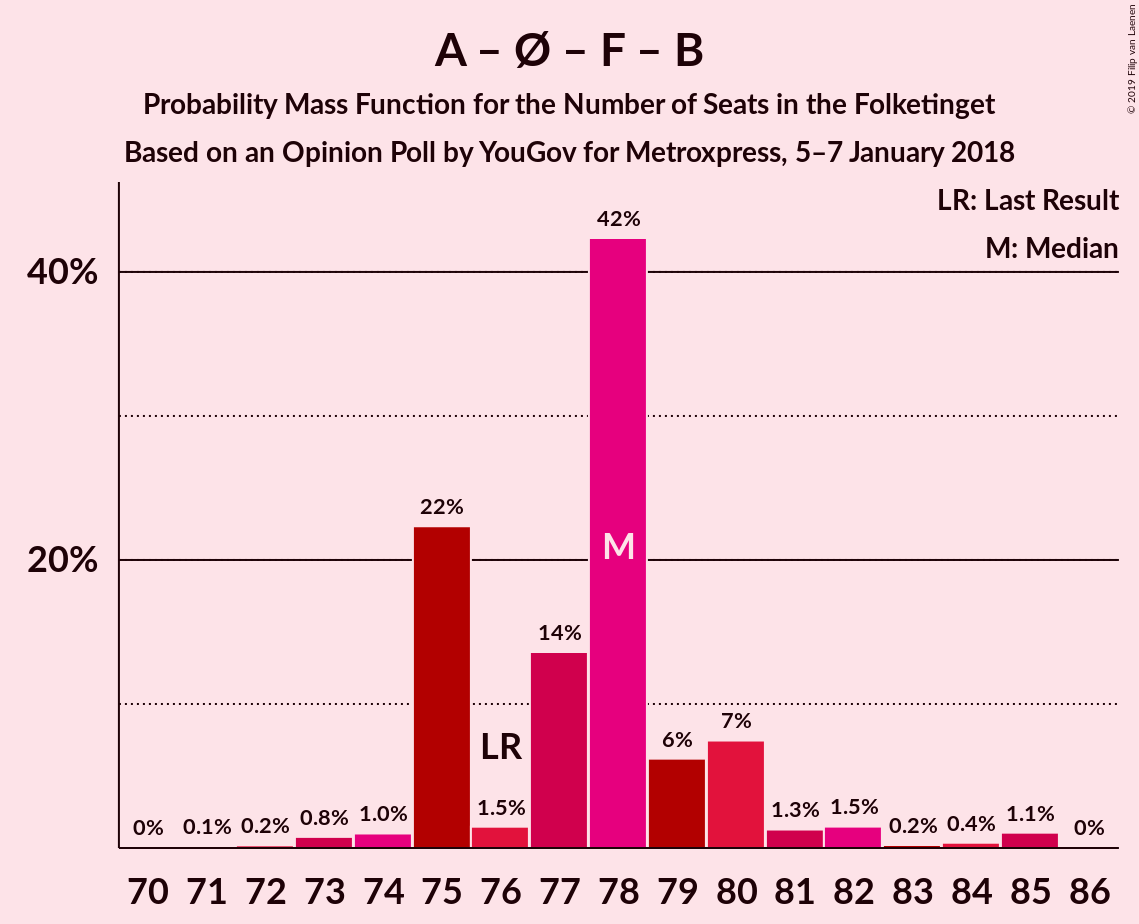 A – Ø – F – B
Probability Mass Function for the Number of Seats in the Folketinget
Based on an Opinion Poll by YouGov for Metroxpress, 5–7 January 2018
© 2019 Filip van Laenen
LR: Last Result
M: Median
40%
20%
0%
0.1%
0.2%
0.8%
1.0%
22%
1.5%
14%
42%
6%
7%
1.3%
1.5%
0.2%
0.4%
1.1%
0%
LR
M
70 71 72 73 74 75 76 77 78 79 80 81 82 83 84 85 86